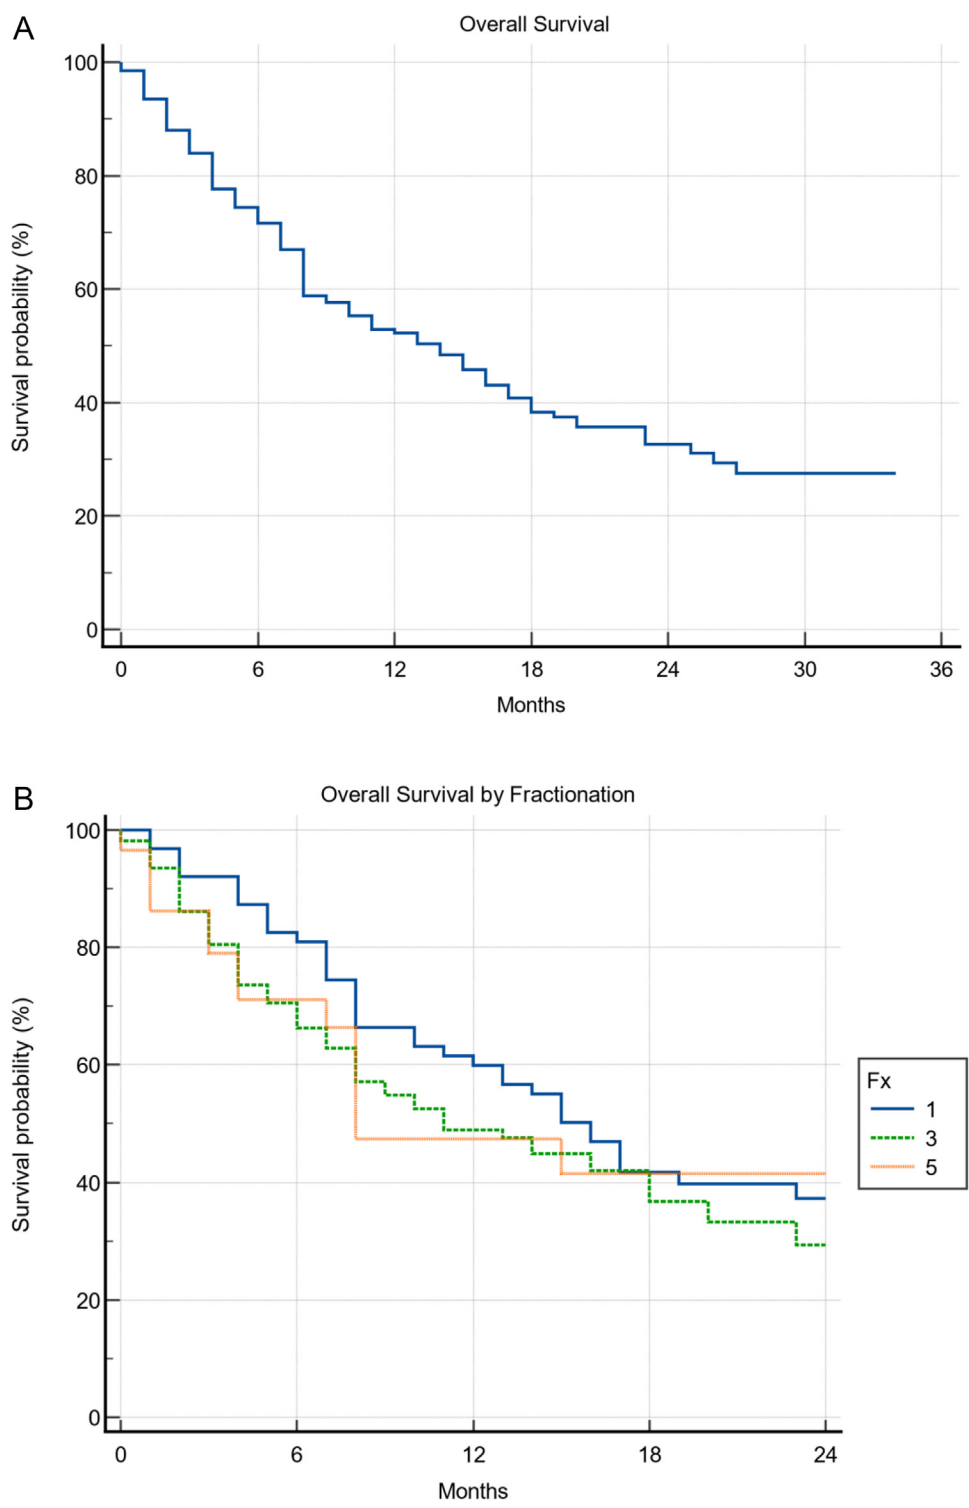 A
Overall Survival
Survival probability (%)
100
80
60
40
20
0
0 6 12 18 24 30 36
Months
B
Overall Survival by Fractionation
Survival probability (%)
100
80
60
40
20
0
0 6 12 18 24
Months
Fx
1
3
5